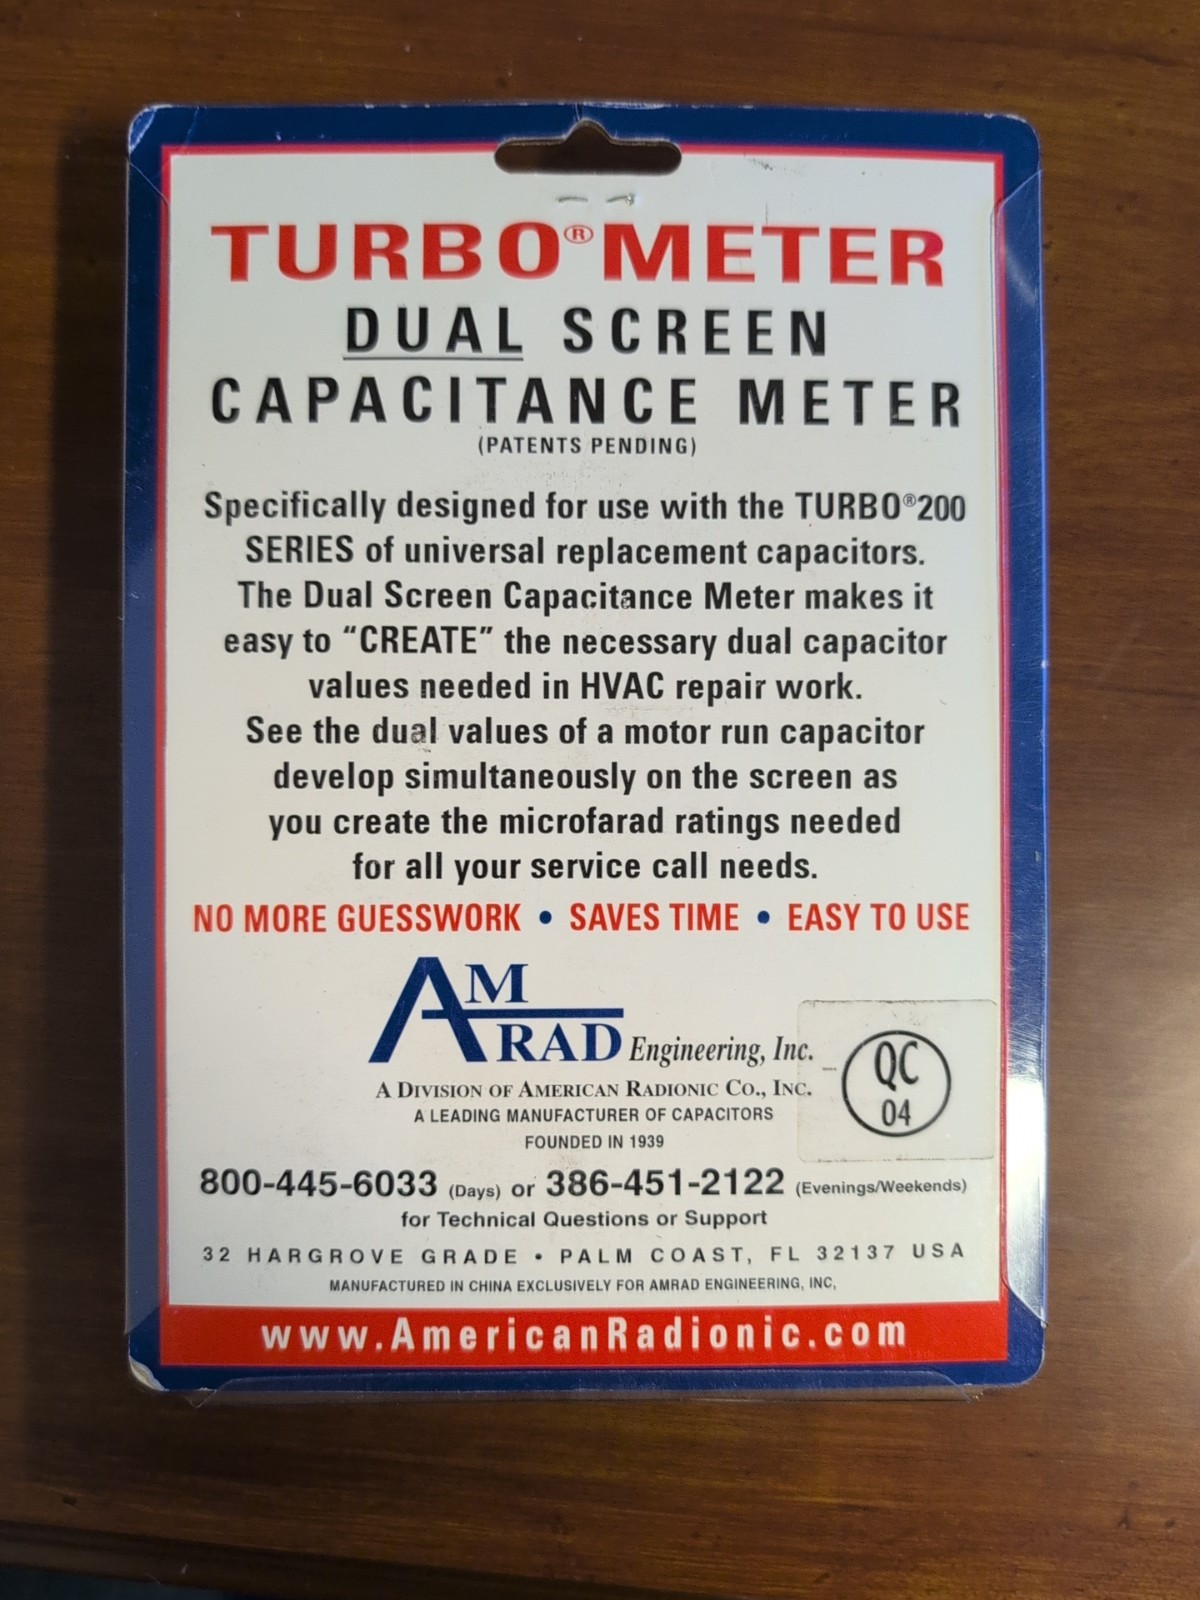 TURBO® METER
DUAL SCREEN
CAPACITANCE METER
(PATENTS PENDING)
Specifically designed for use with the TURBO®200
SERIES of universal replacement capacitors.
The Dual Screen Capacitance Meter makes it
easy to “CREATE” the necessary dual capacitor
values needed in HVAC repair work.
See the dual values of a motor run capacitor
develop simultaneously on the screen as
you create the microfarad ratings needed
for all your service call needs.
NO MORE GUESSWORK • SAVES TIME • EASY TO USE
AM
RAD Engineering, Inc.
A DIVISION OF AMERICAN RADIONIC CO., INC.
A LEADING MANUFACTURER OF CAPACITORS
FOUNDED IN 1939
QC
04
800-445-6033 (Days) or 386-451-2122 (Evenings/Weekends)
for Technical Questions or Support
32 HARGROVE GRADE • PALM COAST, FL 32137 USA
MANUFACTURED IN CHINA EXCLUSIVELY FOR AMRAD ENGINEERING, INC,
www.AmericanRadionic.com